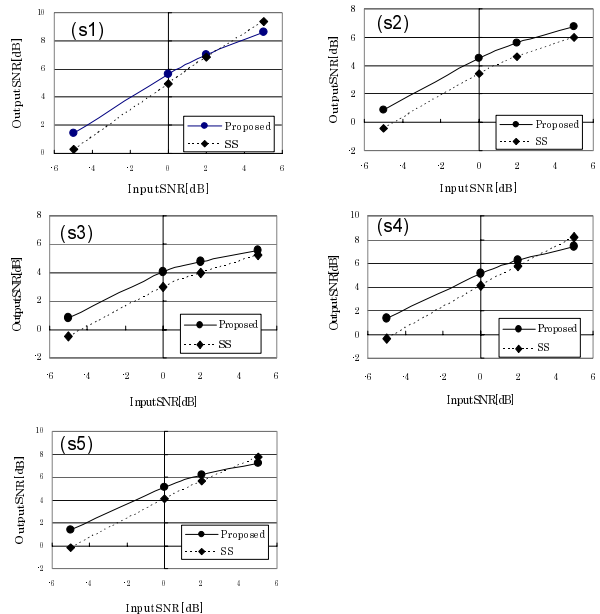 (s1)
OutputSNR[dB]
10
8
6
4
2
0
-6 -4 -2 0 2 4 6
InputSNR[dB]
Proposed
SS
(s2)
OutputSNR[dB]
8
6
4
2
0
-2
-6 -4 -2 0 2 4 6
InputSNR[dB]
Proposed
SS
(s3)
OutputSNR[dB]
8
6
4
2
0
-2
-6 -4 -2 0 2 4 6
InputSNR[dB]
Proposed
SS
(s4)
OutputSNR[dB]
10
8
6
4
2
0
-2
-6 -4 -2 0 2 4 6
InputSNR[dB]
Proposed
SS
(s5)
OutputSNR[dB]
10
8
6
4
2
0
-2
-6 -4 -2 0 2 4 6
InputSNR[dB]
Proposed
SS